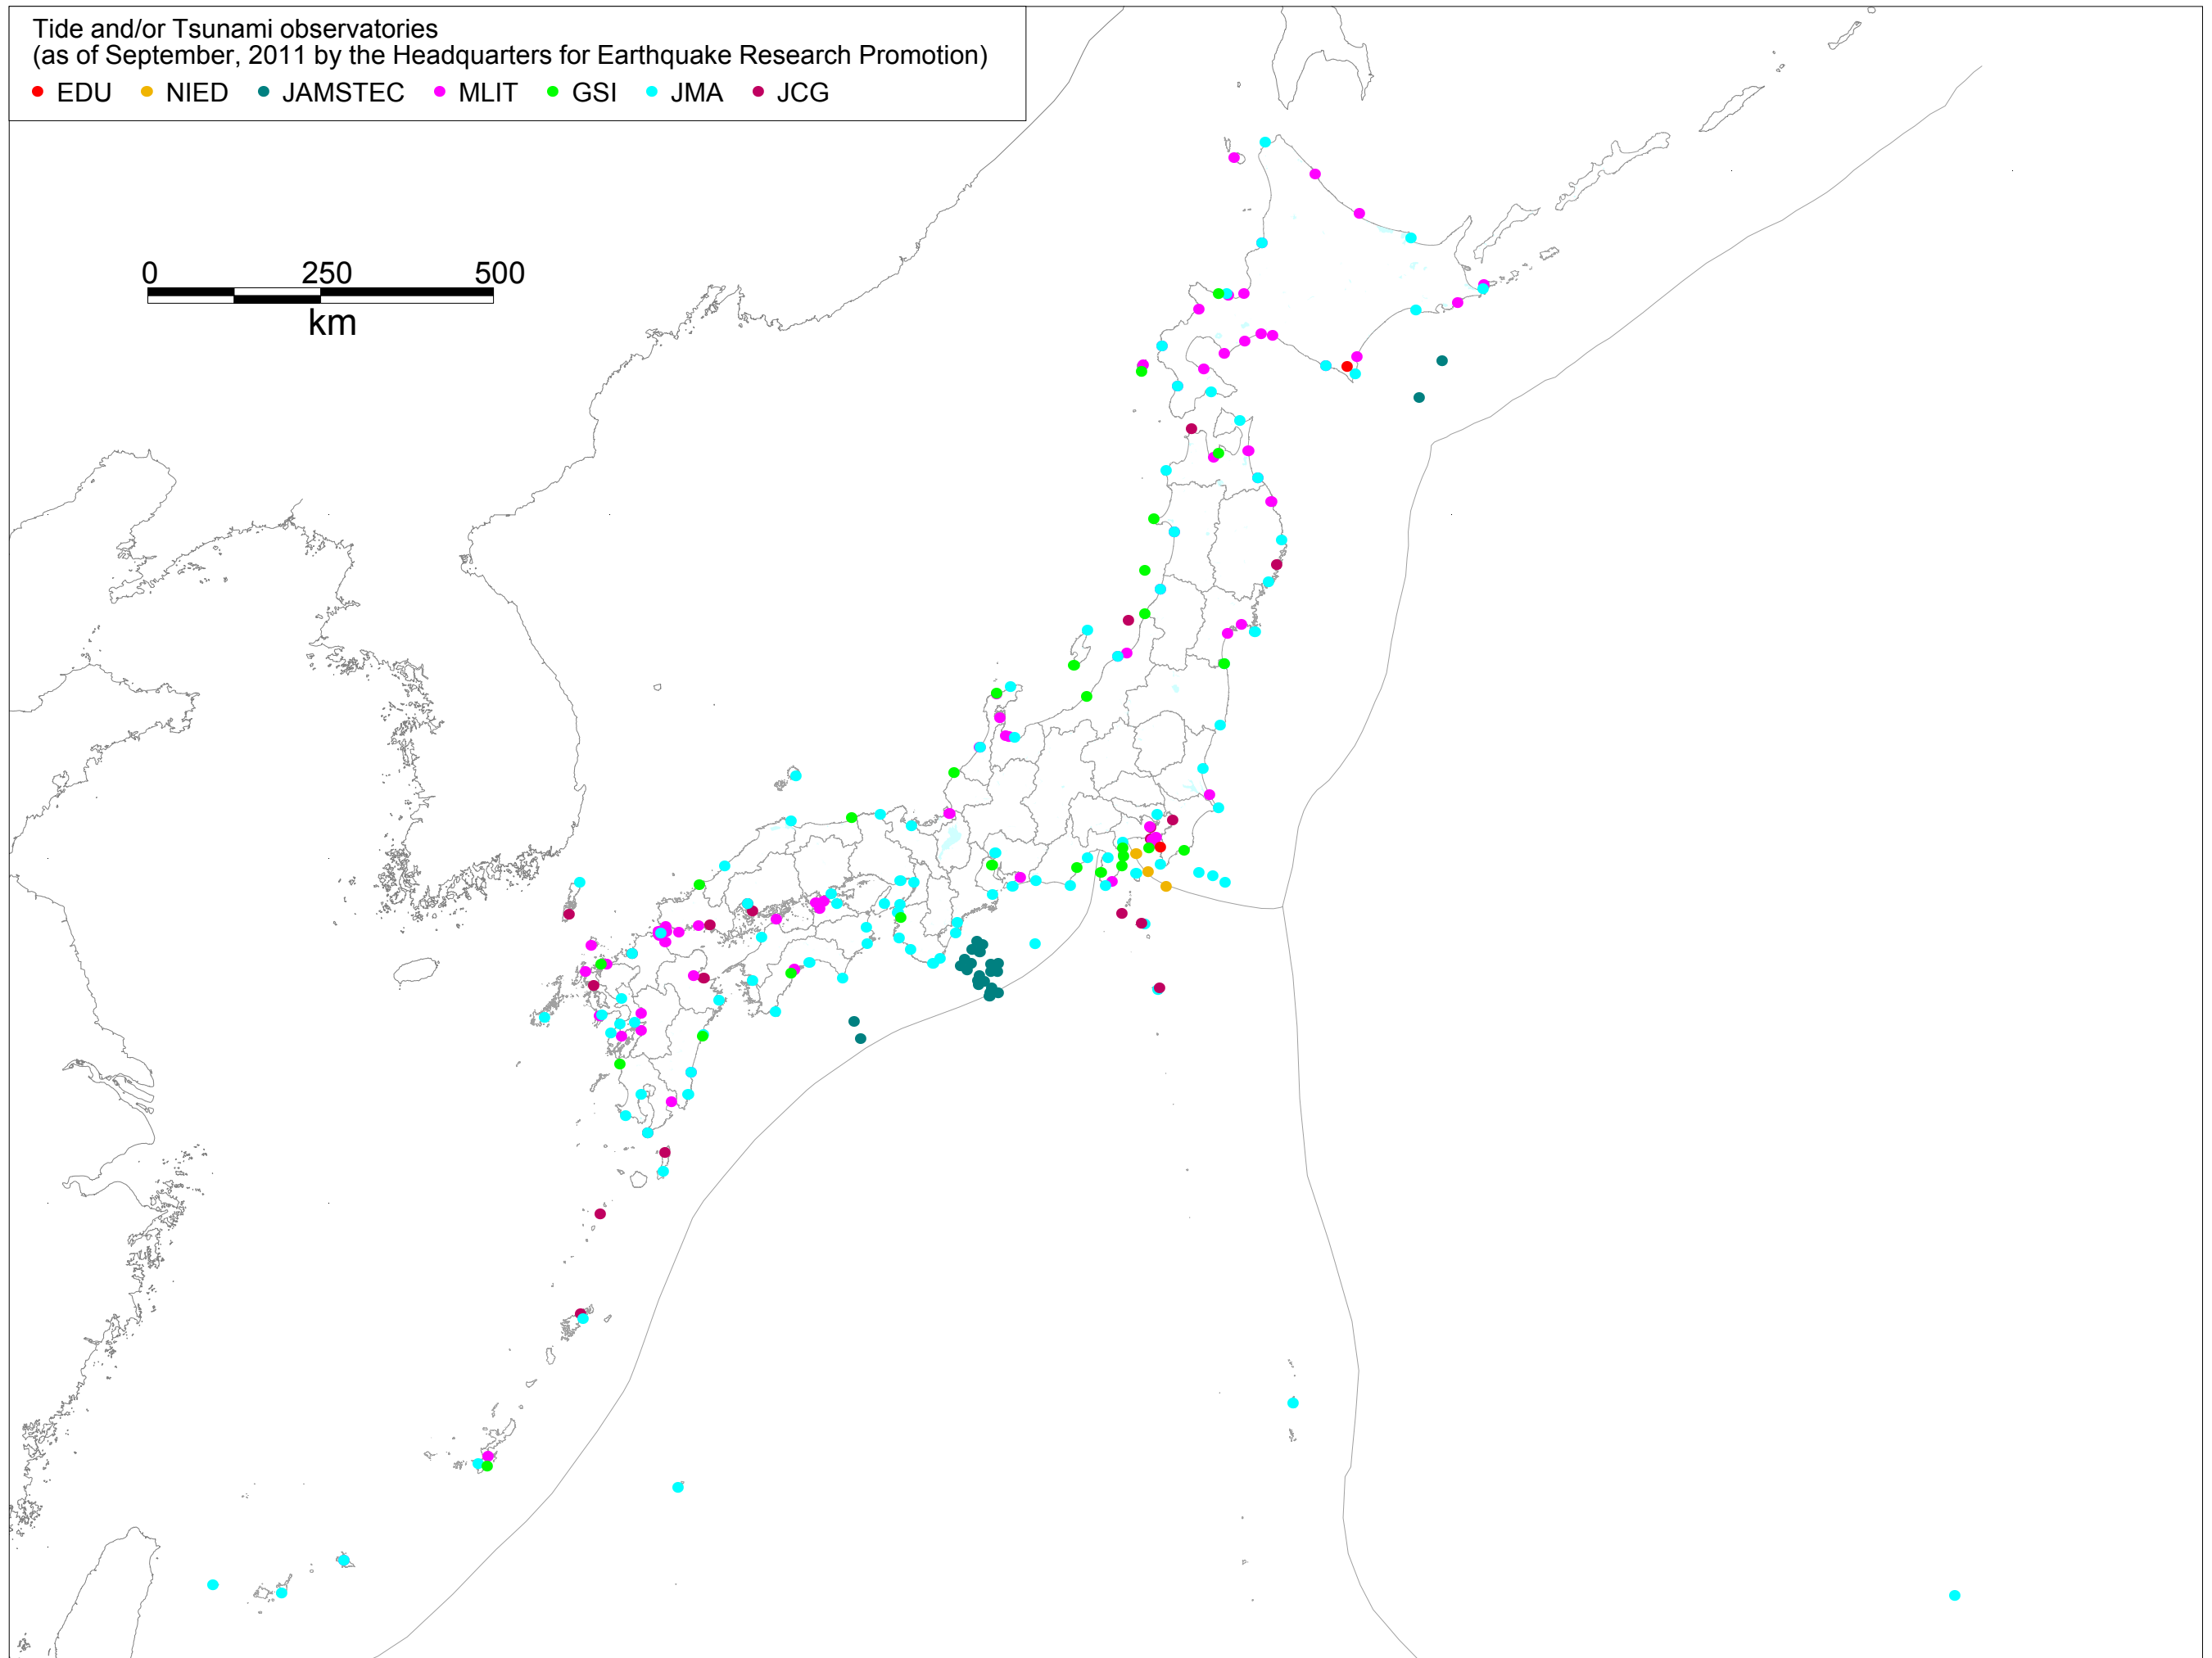 Tide and/or Tsunami observatories
(as of September, 2011 by the Headquarters for Earthquake Research Promotion)
EDU NIED JAMSTEC MLIT GSI JMA JCG
0 250 500
km